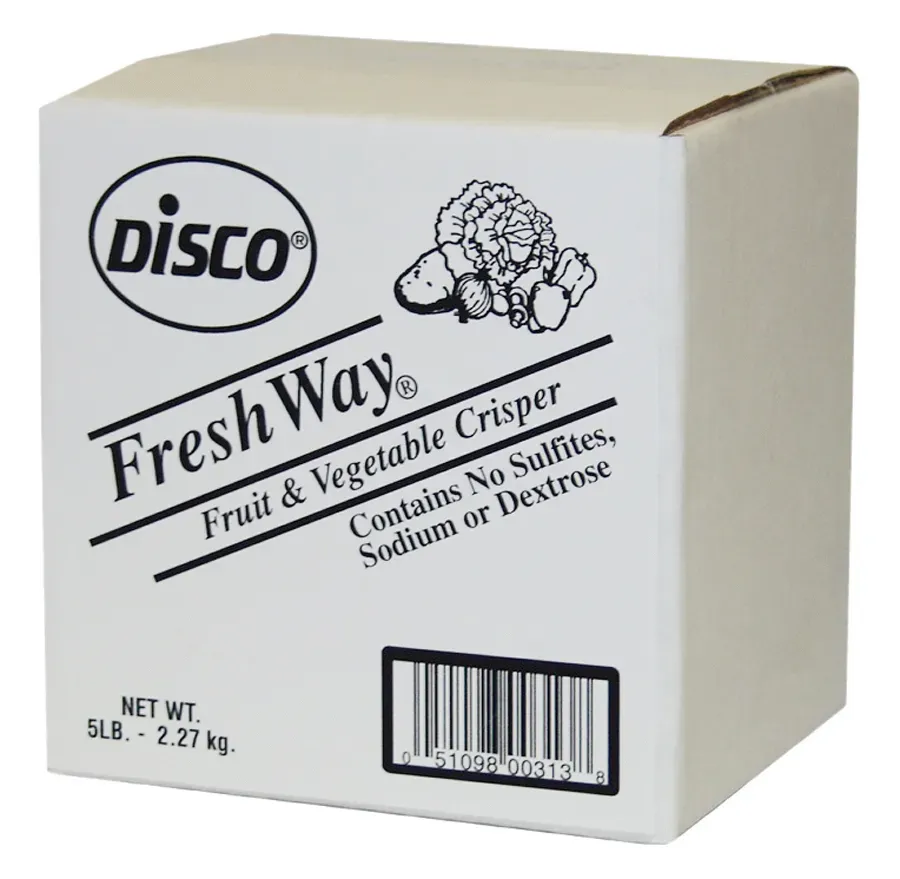 DiSCO®
FreshWay®
Fruit & Vegetable Crisper
Contains No Sulfites,
Sodium or Dextrose
NET WT.
5LB. - 2.27 kg.
0 51098 00313 8